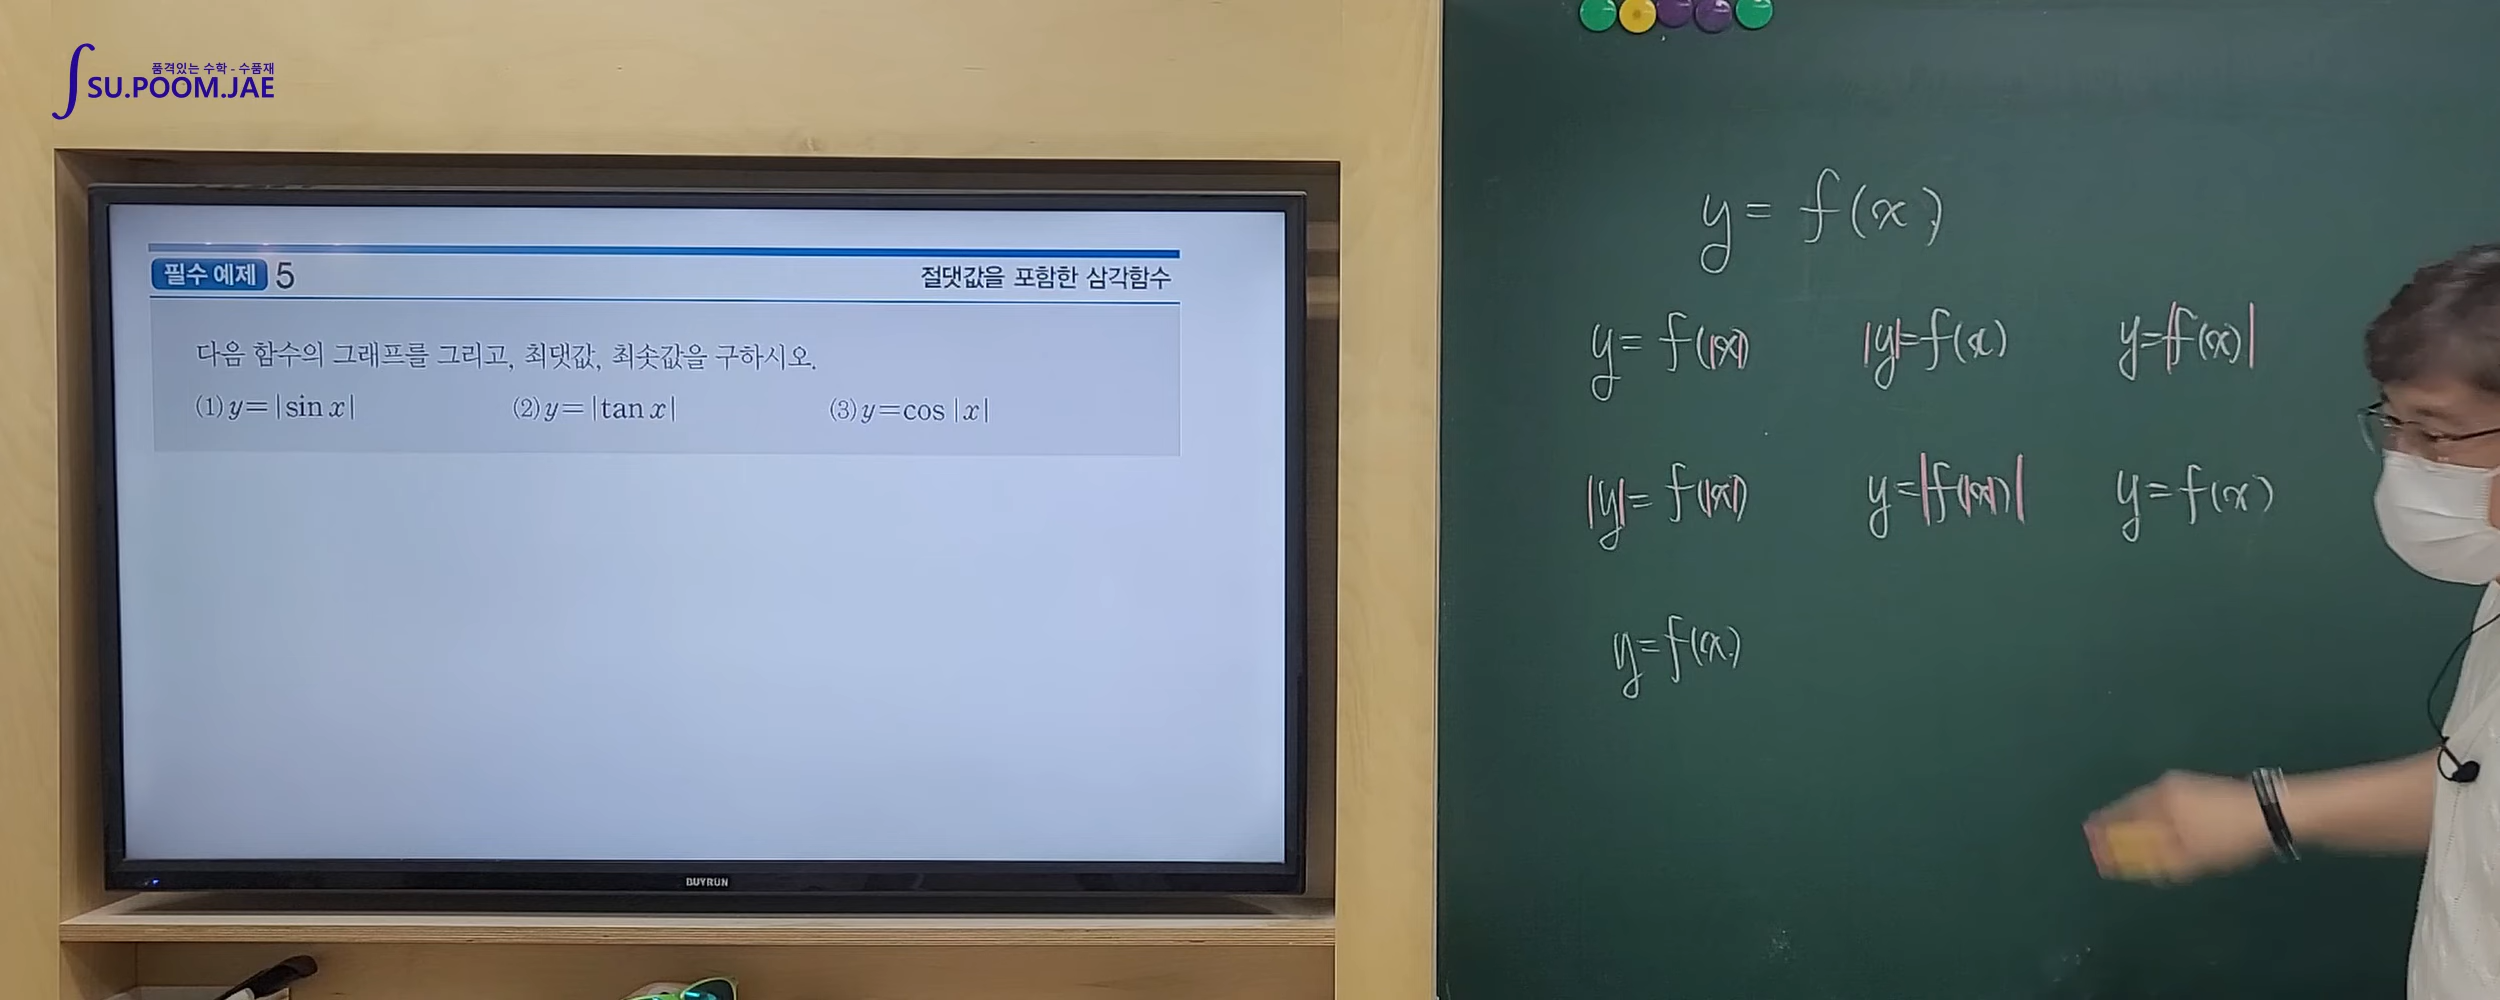 품격있는 수학 - 수품재
SU.POOM.JAE
필수 예제 5
절댓값을 포함한 삼각함수
다음 함수의 그래프를 그리고, 최댓값, 최솟값을 구하시오.
(1) y=|sin x| (2) y=|tan x| (3) y=cos |x|
BUYRUN
y = f(x)
y = f(|x|) |y|=f(x) y=|f(x)|
|y|= f(|x|) y=|f(|x|)| y=f(x)
y=f(x)